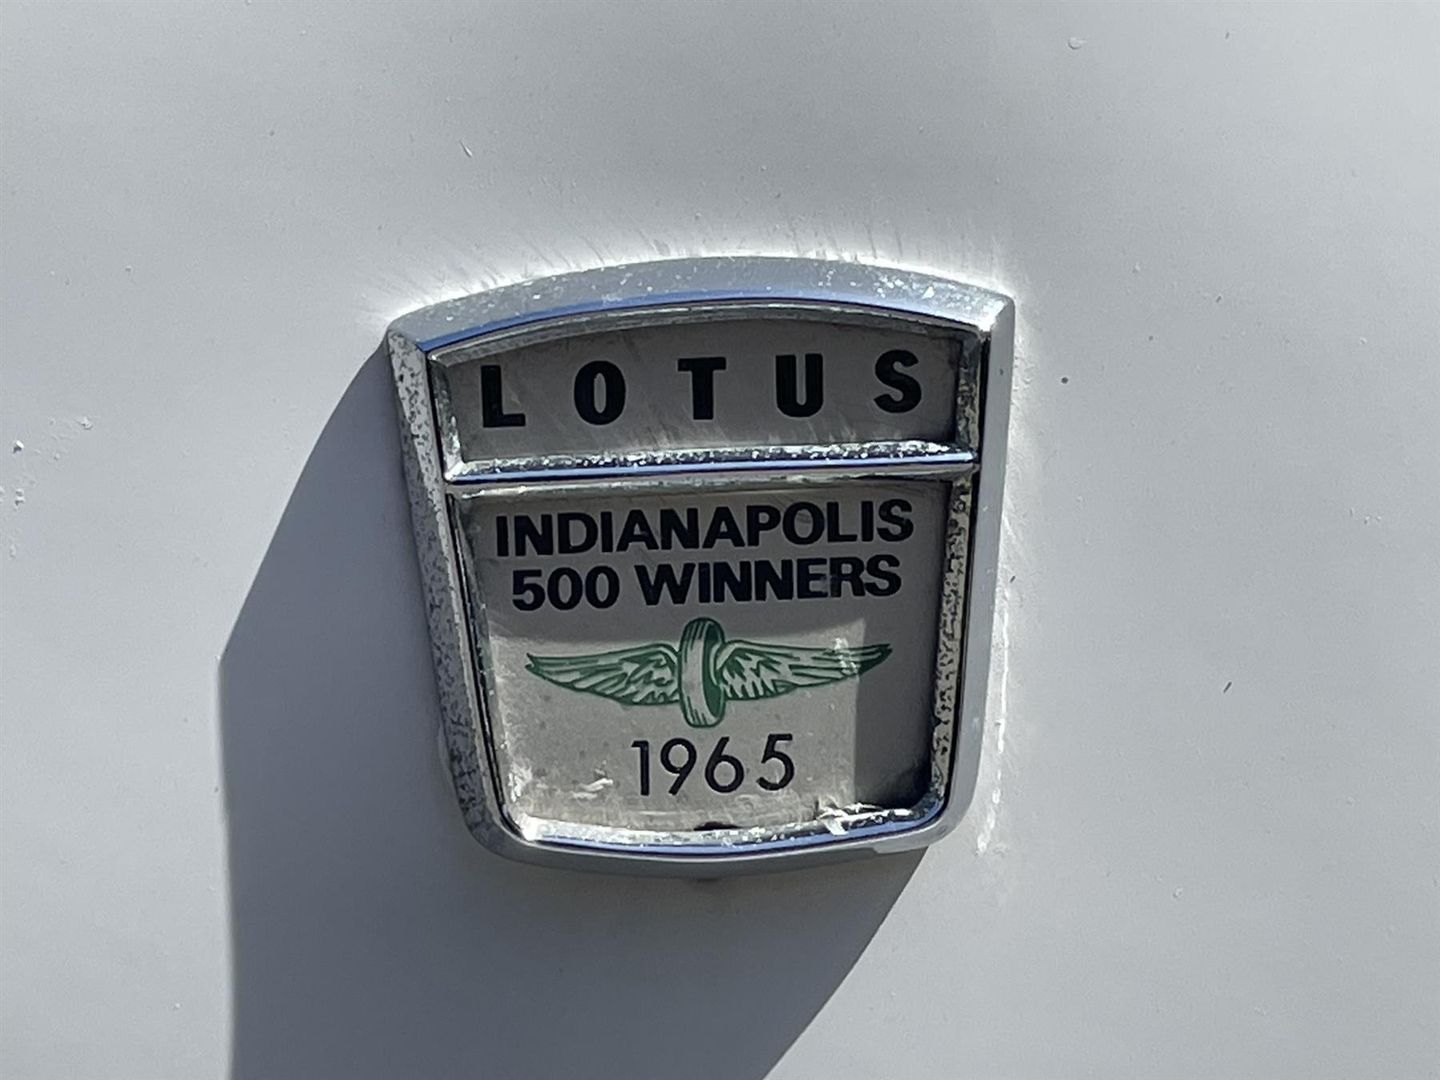 LOTUS
INDIANAPOLIS
500 WINNERS
1965